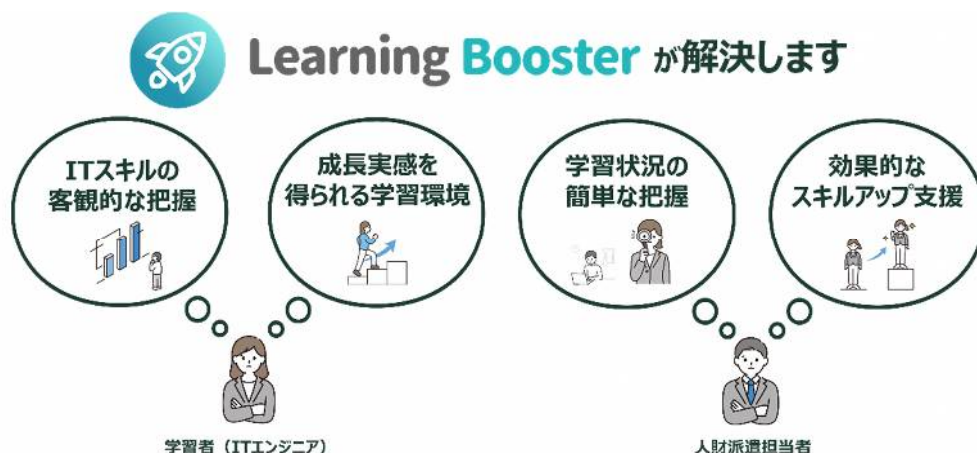 Learning Booster が解決します
ITスキルの
客観的な把握
成長実感を
得られる学習環境
学習状況の
簡単な把握
効果的な
スキルアップ支援
学習者（ITエンジニア）
人財派遣担当者